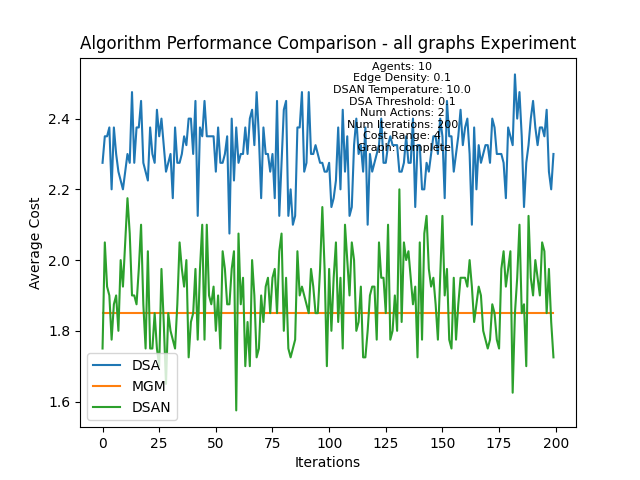 Algorithm Performance Comparison - all graphs Experiment
Agents: 10
Edge Density: 0.1
DSAN Temperature: 10.0
DSA Threshold: 0.1
Num Actions: 2
Num Iterations: 200
Cost Range: 4
Graph: complete
Average Cost
2.4
2.2
2.0
1.8
1.6
DSA
MGM
DSAN
0 25 50 75 100 125 150 175 200
Iterations